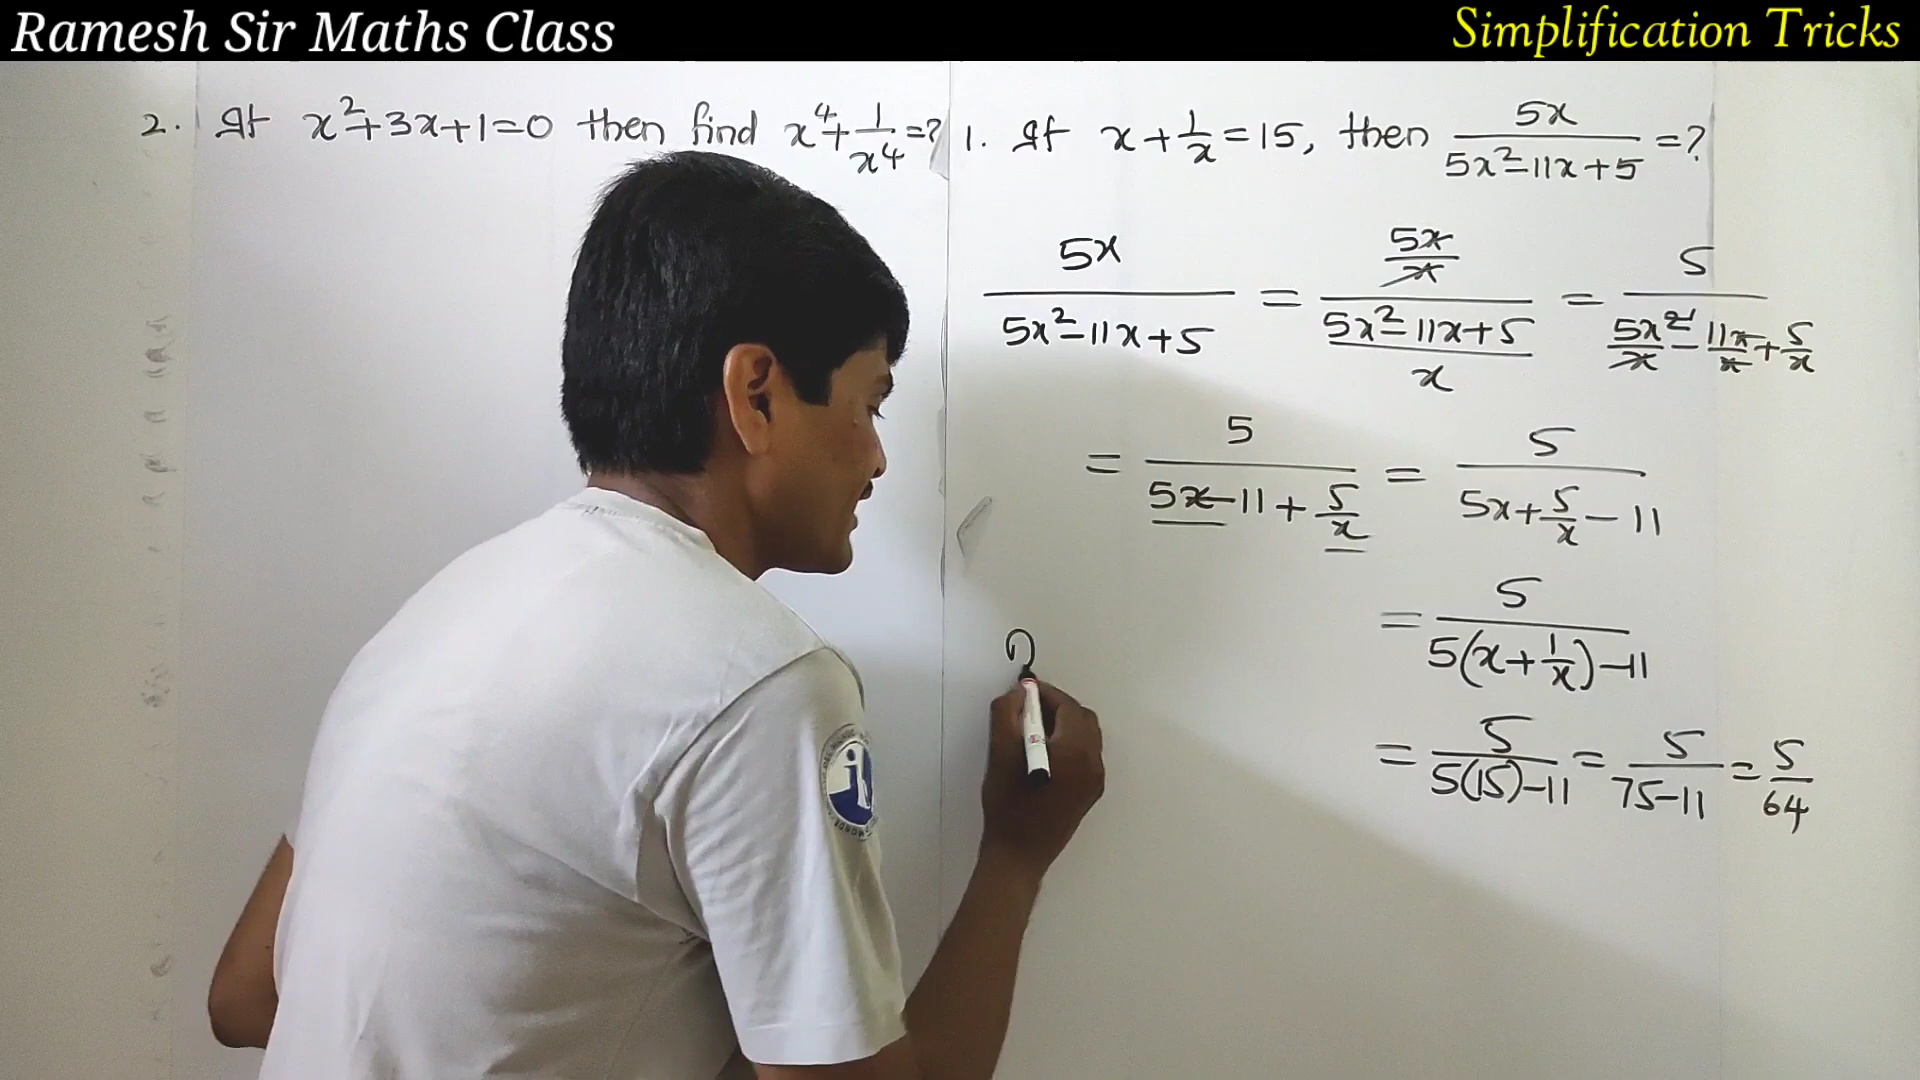 Ramesh Sir Maths Class
Simplification Tricks
2. If x²+3x+1=0 then find x⁴+1/x⁴=?
1. If x+1/x=15, then 5x/(5x²-11x+5)=?
5x/(5x²-11x+5) = (5x/x)/((5x²-11x+5)/x) = 5/(5x²/x-11x/x+5/x)
= 5/(5x-11+5/x) = 5/(5x+5/x-11)
= 5/(5(x+1/x)-11)
= 5/(5(15)-11) = 5/(75-11) = 5/64